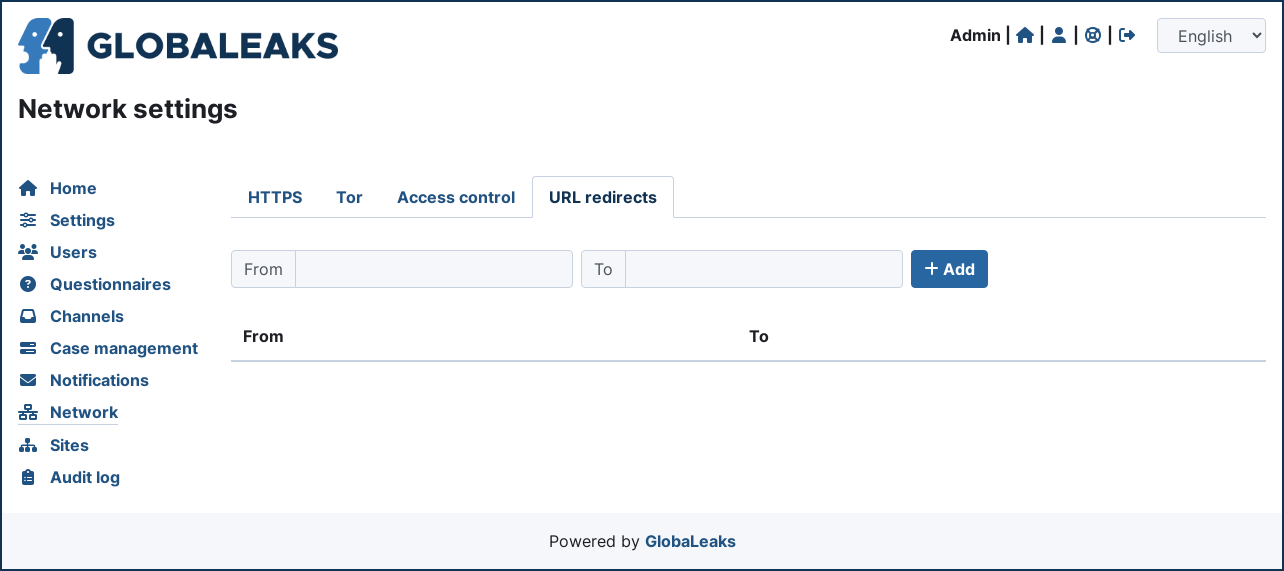 GLOBALEAKS
Admin | | | |
English
Network settings
Home
Settings
Users
Questionnaires
Channels
Case management
Notifications
Network
Sites
Audit log
HTTPS Tor Access control URL redirects
From To + Add
From To
Powered by GlobaLeaks